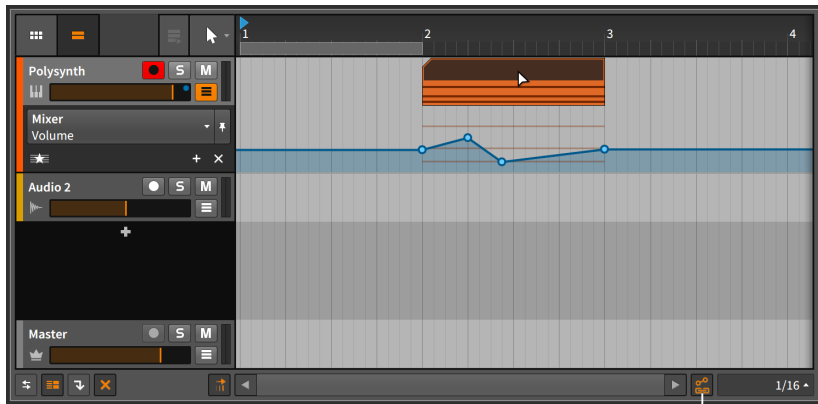 1 2 3 4
Polysynth S M
Mixer
Volume
Audio 2 S M
Master S M
1/16